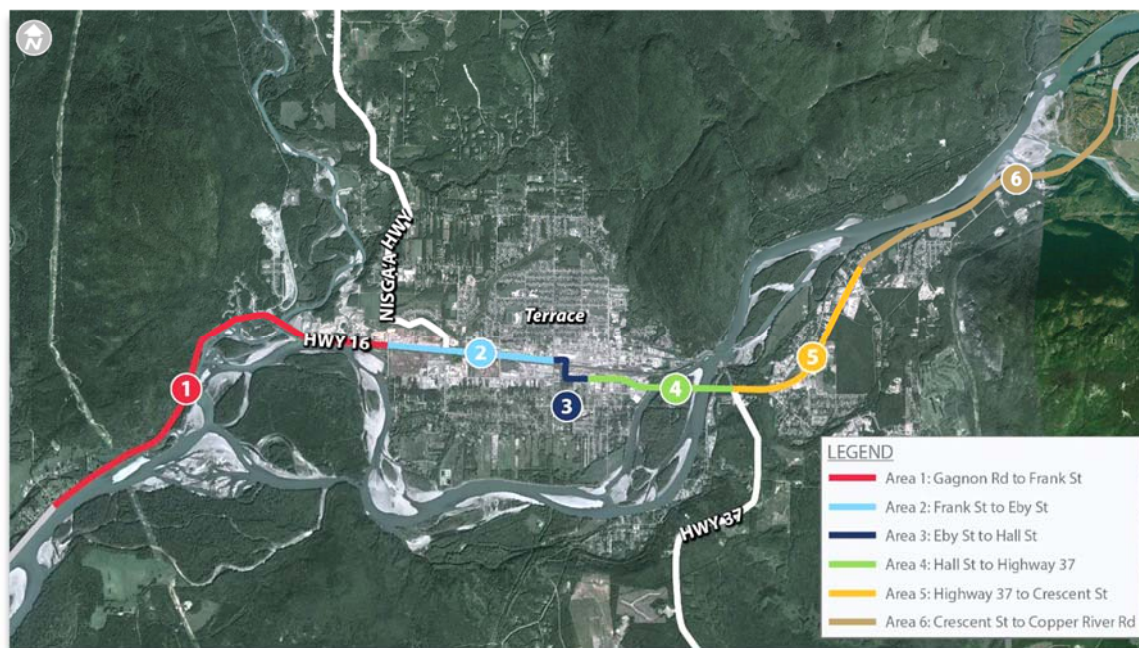 N
NISGA'A HWY
Terrace
HWY 16
2
6
5
1
4
3
HWY 37
LEGEND
Area 1: Gagnon Rd to Frank St
Area 2: Frank St to Eby St
Area 3: Eby St to Hall St
Area 4: Hall St to Highway 37
Area 5: Highway 37 to Crescent St
Area 6: Crescent St to Copper River Rd